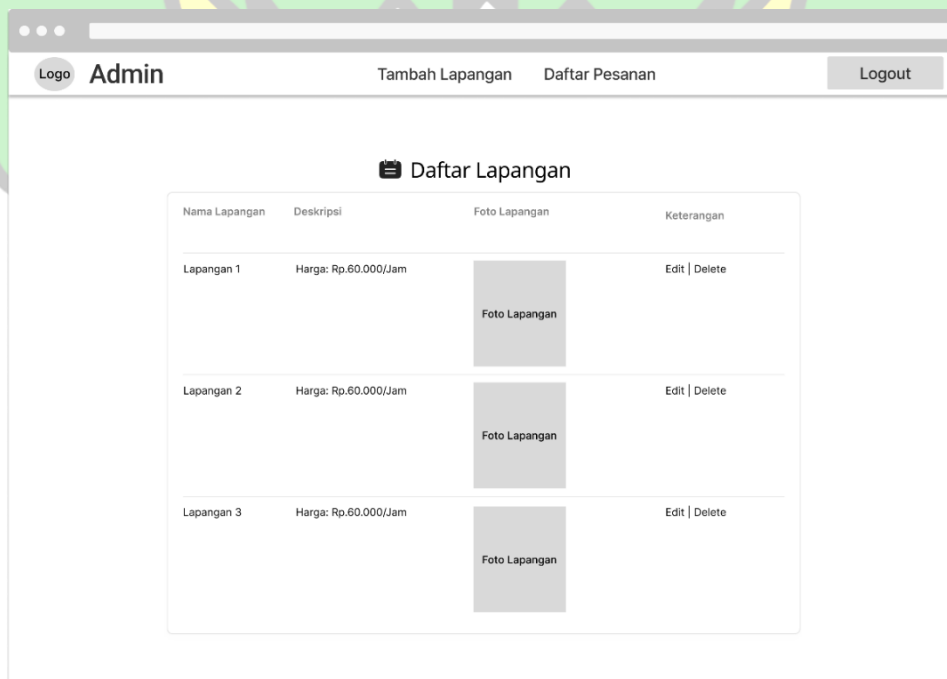 Logo Admin Tambah Lapangan Daftar Pesanan Logout
Daftar Lapangan
Nama Lapangan Deskripsi Foto Lapangan Keterangan
Lapangan 1 Harga: Rp.60.000/Jam Edit | Delete
Foto Lapangan
Lapangan 2 Harga: Rp.60.000/Jam Edit | Delete
Foto Lapangan
Lapangan 3 Harga: Rp.60.000/Jam Edit | Delete
Foto Lapangan